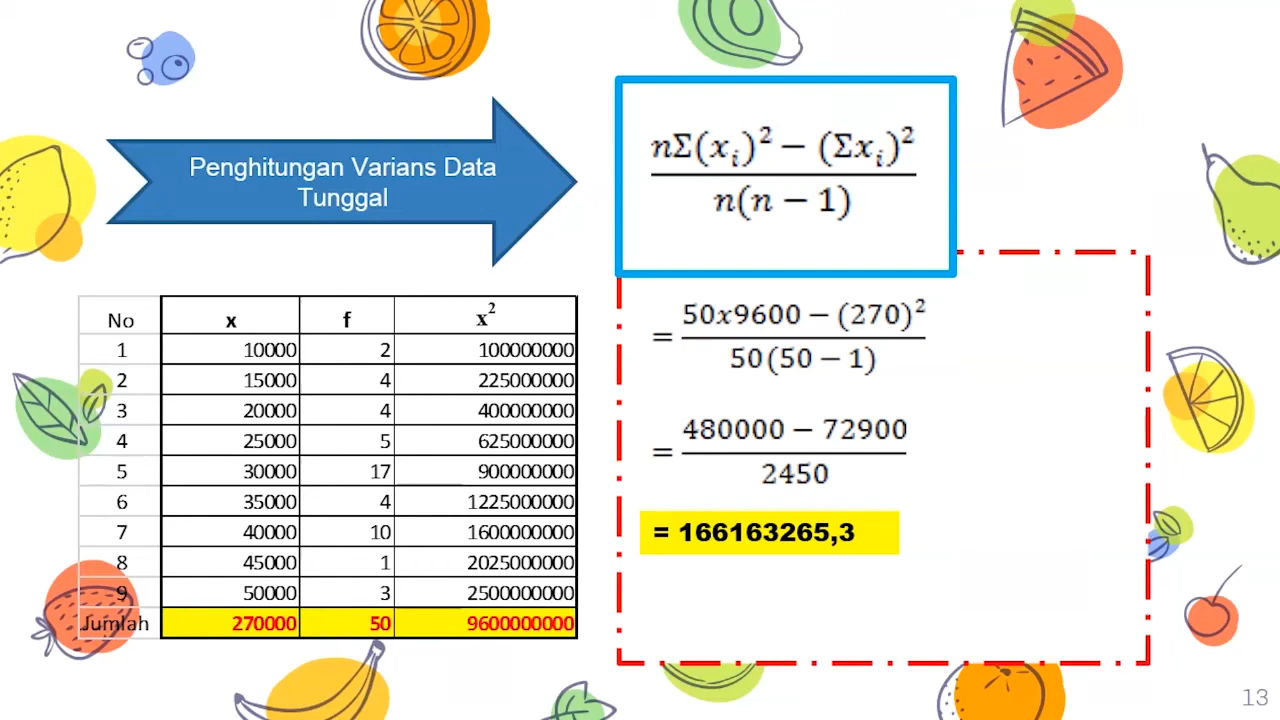 Penghitungan Varians Data
Tunggal
nΣ(xᵢ)² − (Σxᵢ)²
n(n − 1)
No x f x²
1 10000 2 100000000
2 15000 4 225000000
3 20000 4 400000000
4 25000 5 625000000
5 30000 17 900000000
6 35000 4 1225000000
7 40000 10 1600000000
8 45000 1 2025000000
9 50000 3 2500000000
Jumlah 270000 50 9600000000
= 50x9600 − (270)²
50(50 − 1)
= 480000 − 72900
2450
= 166163265,3
13